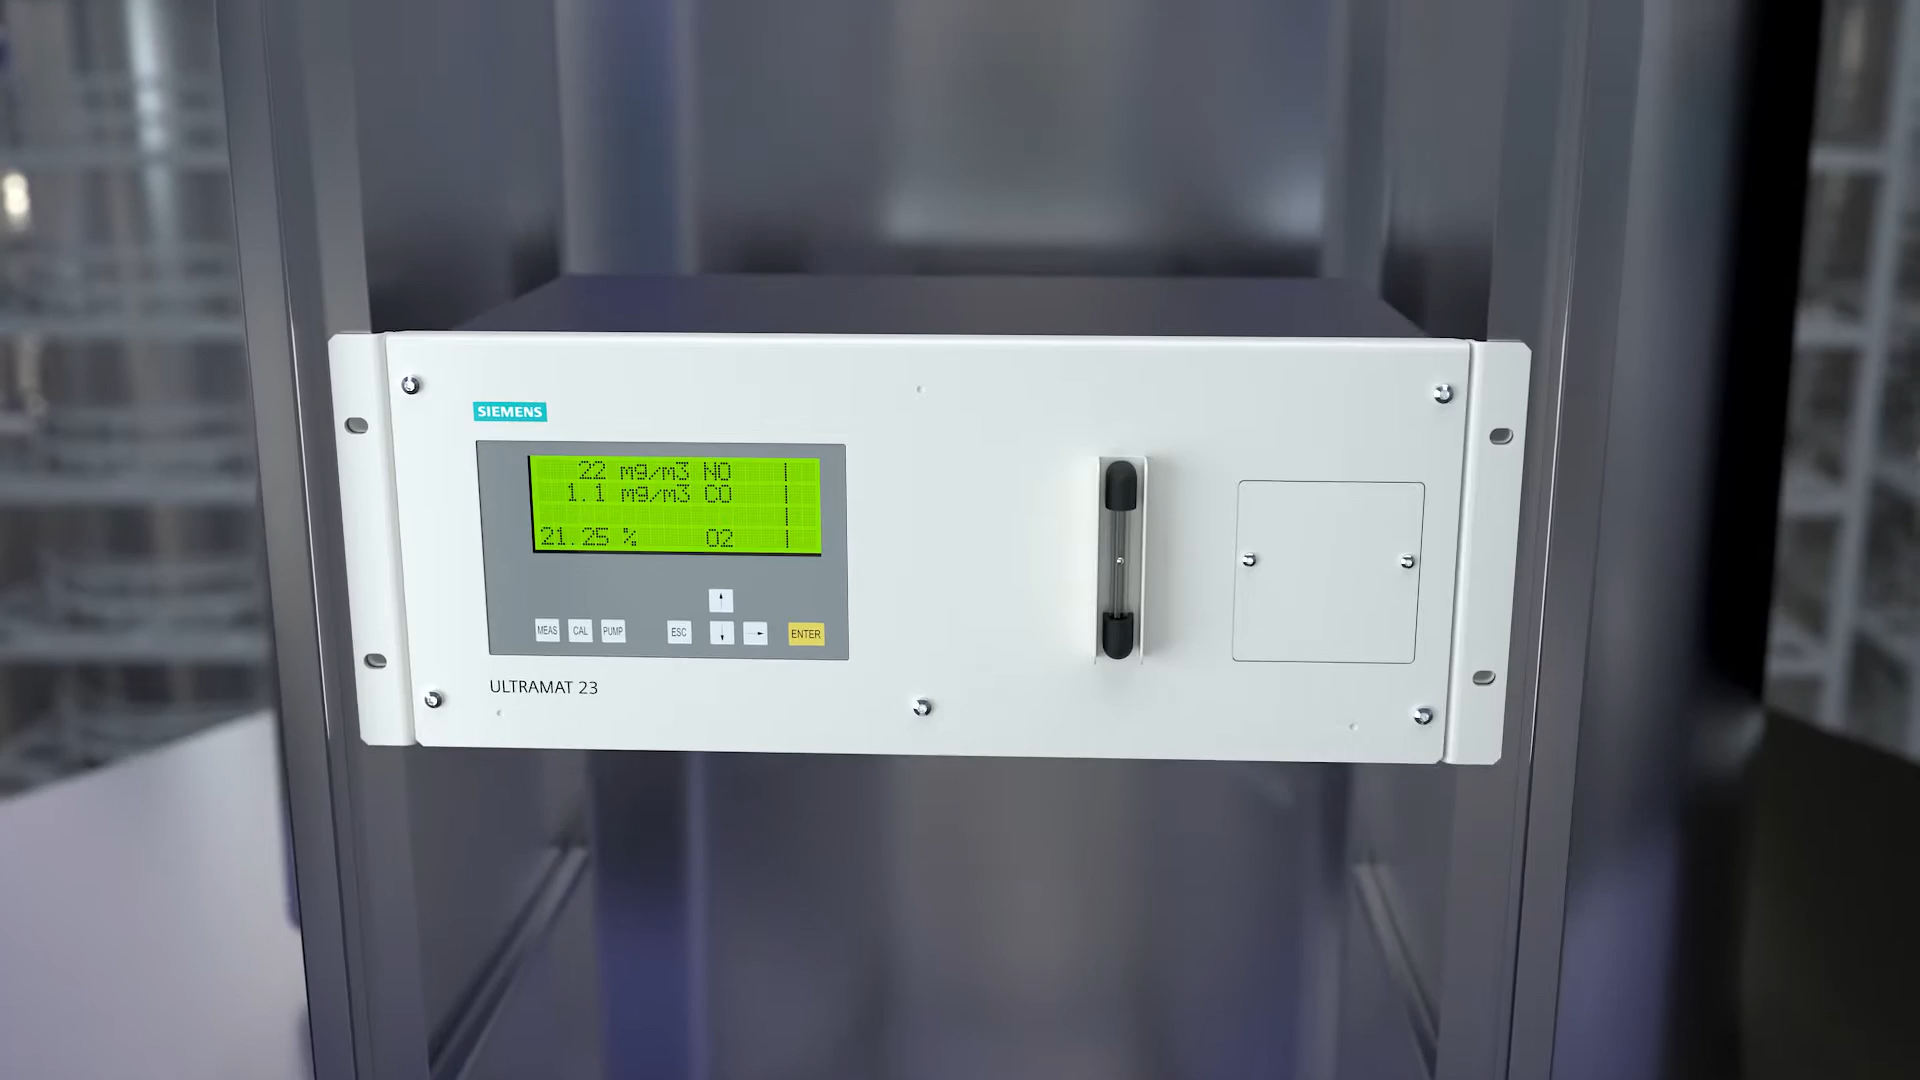 SIEMENS
22 mg/m3 NO |
1.1 mg/m3 CO |
|
21.25 % O2 |
↑
MEAS CAL PUMP ESC ↓ → ENTER
ULTRAMAT 23